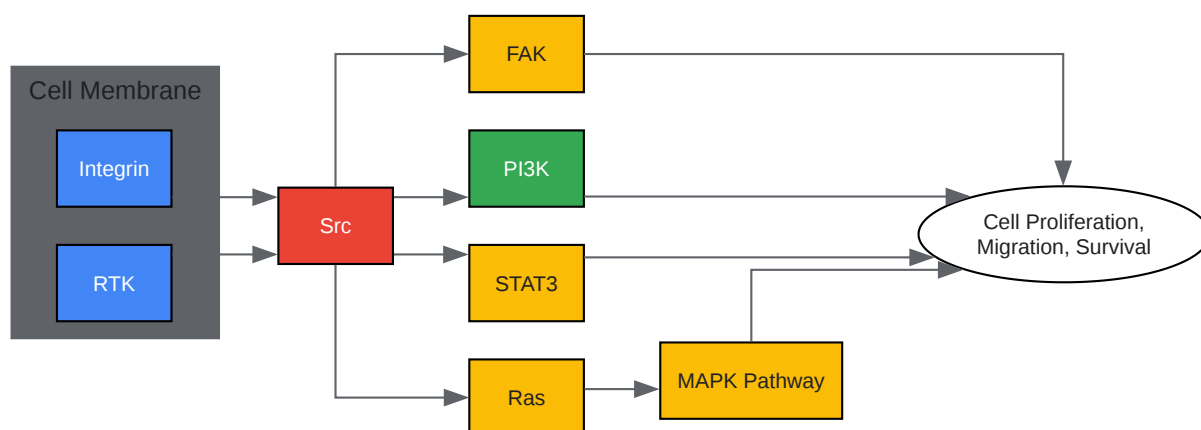 Cell Membrane
Integrin
RTK
Src
FAK
PI3K
STAT3
Ras
MAPK Pathway
Cell Proliferation,
Migration, Survival